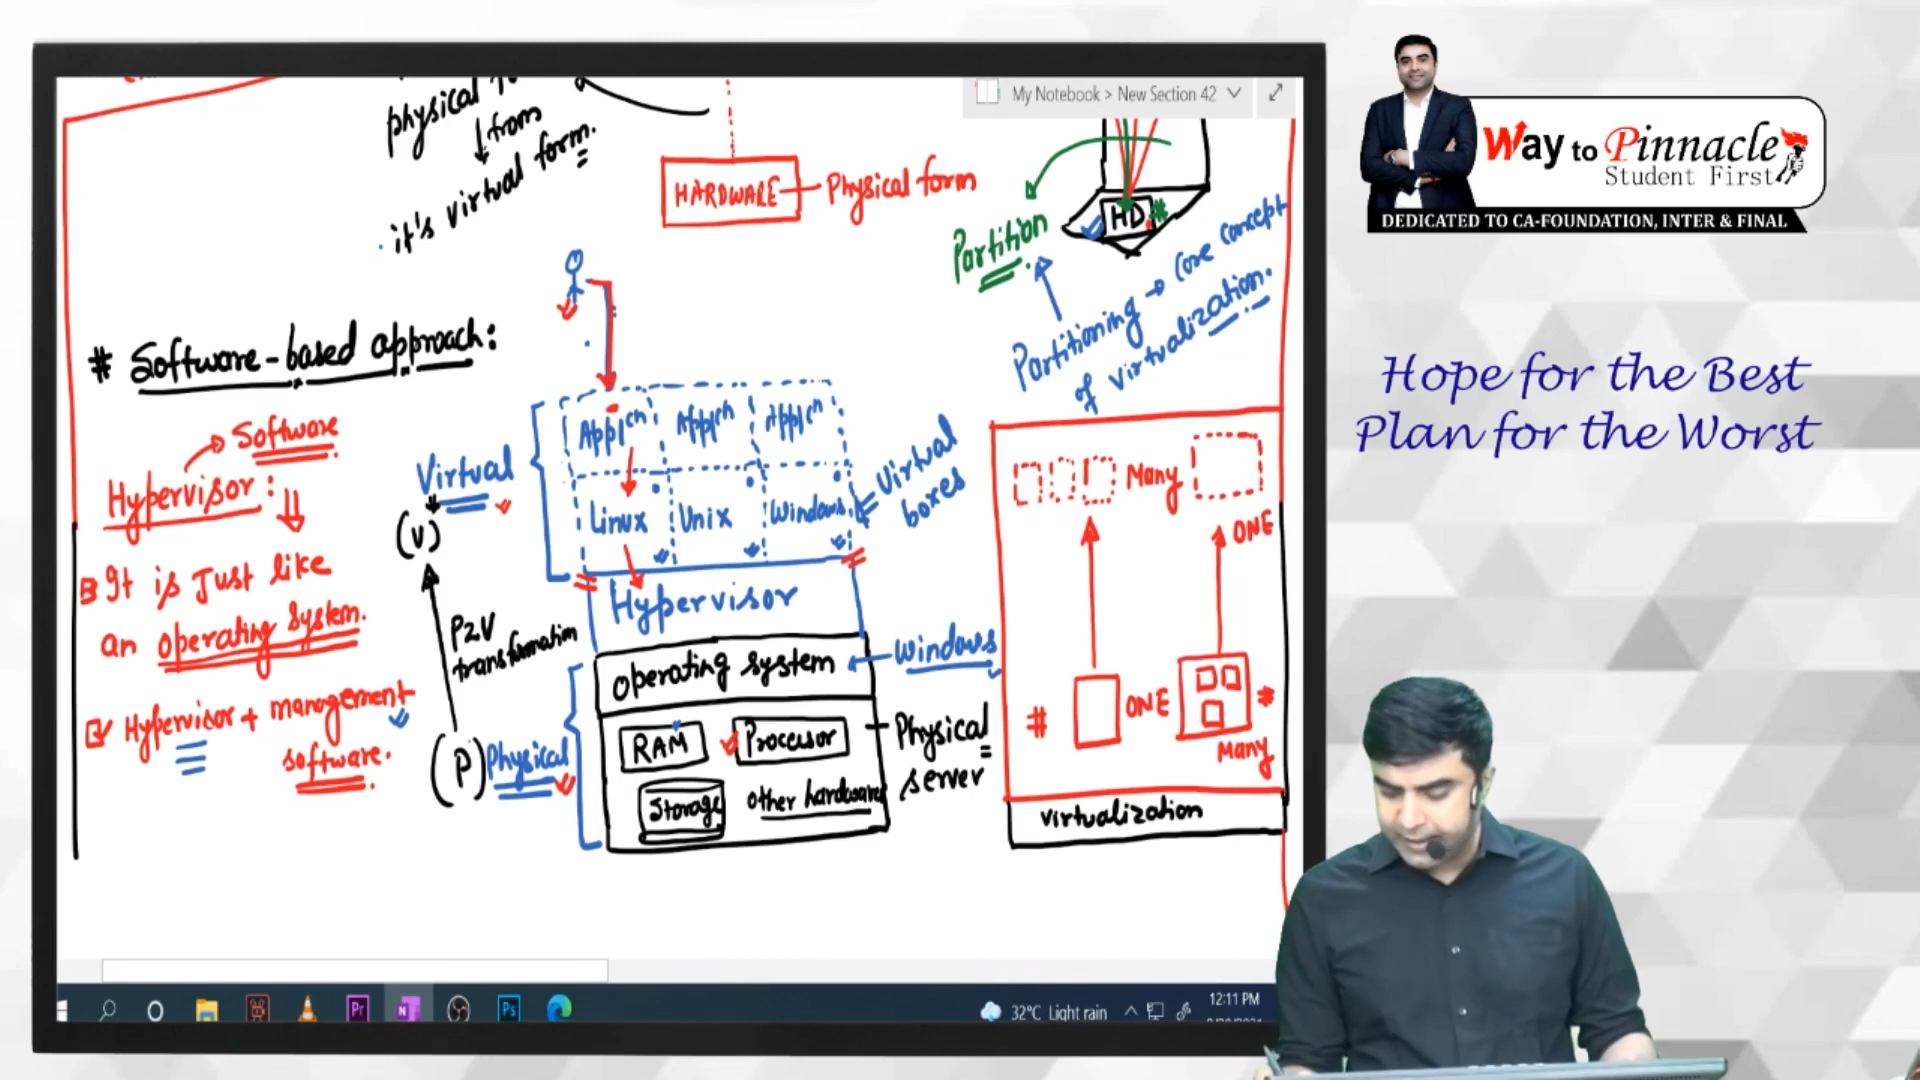 My Notebook > New Section 42
physical
from
it's virtual form.
HARDWARE
Physical form
HD
Partition
Partitioning → Core concept
of virtualization.
# Software-based approach:
Software
Hypervisor:
It is Just like
an operating system.
Hypervisor + management
software.
Virtual
(V)
P2V
transformation
(P) Physical
Applcn Applcn Applcn
Linux Unix Windows
Virtual
boxes
Hypervisor
operating system
Windows
RAM Processor
Storage other hardware
Physical
server
Many
ONE
# ONE #
Many
virtualization
32°C Light rain
12:11 PM
Way to Pinnacle
Student First
DEDICATED TO CA-FOUNDATION, INTER & FINAL
Hope for the Best
Plan for the Worst